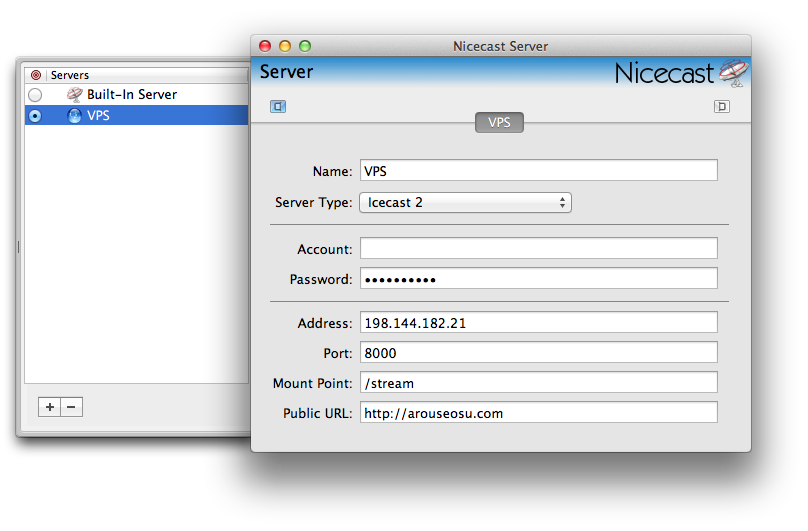 Nicecast Server
Server
Nicecast
Servers
Built-In Server
VPS
VPS
Name: VPS
Server Type: Icecast 2
Account:
Password: ••••••••••
Address: 198.144.182.21
Port: 8000
Mount Point: /stream
Public URL: http://arouseosu.com